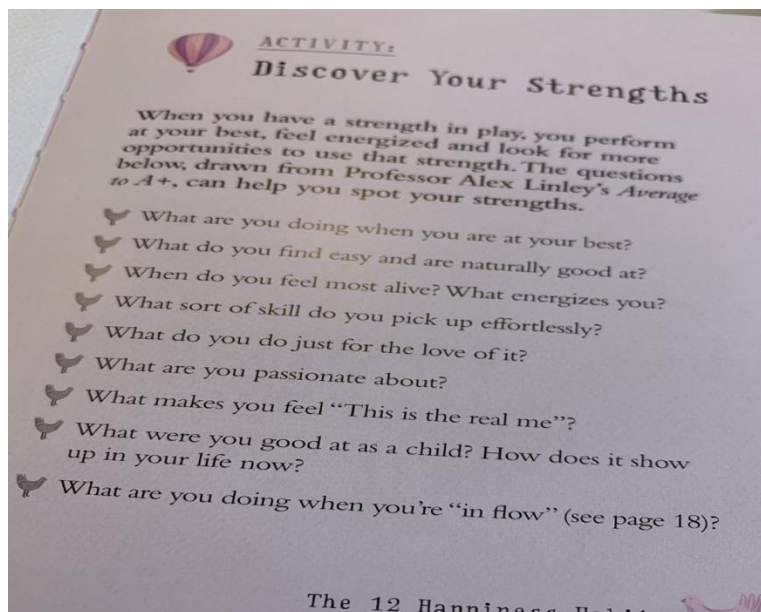 ACTIVITY:
Discover Your Strengths
When you have a strength in play, you perform
at your best, feel energized and look for more
opportunities to use that strength. The questions
below, drawn from Professor Alex Linley's Average
to A+, can help you spot your strengths.
What are you doing when you are at your best?
What do you find easy and are naturally good at?
When do you feel most alive? What energizes you?
What sort of skill do you pick up effortlessly?
What do you do just for the love of it?
What are you passionate about?
What makes you feel “This is the real me”?
What were you good at as a child? How does it show
up in your life now?
What are you doing when you're “in flow” (see page 18)?
The 12 Happiness